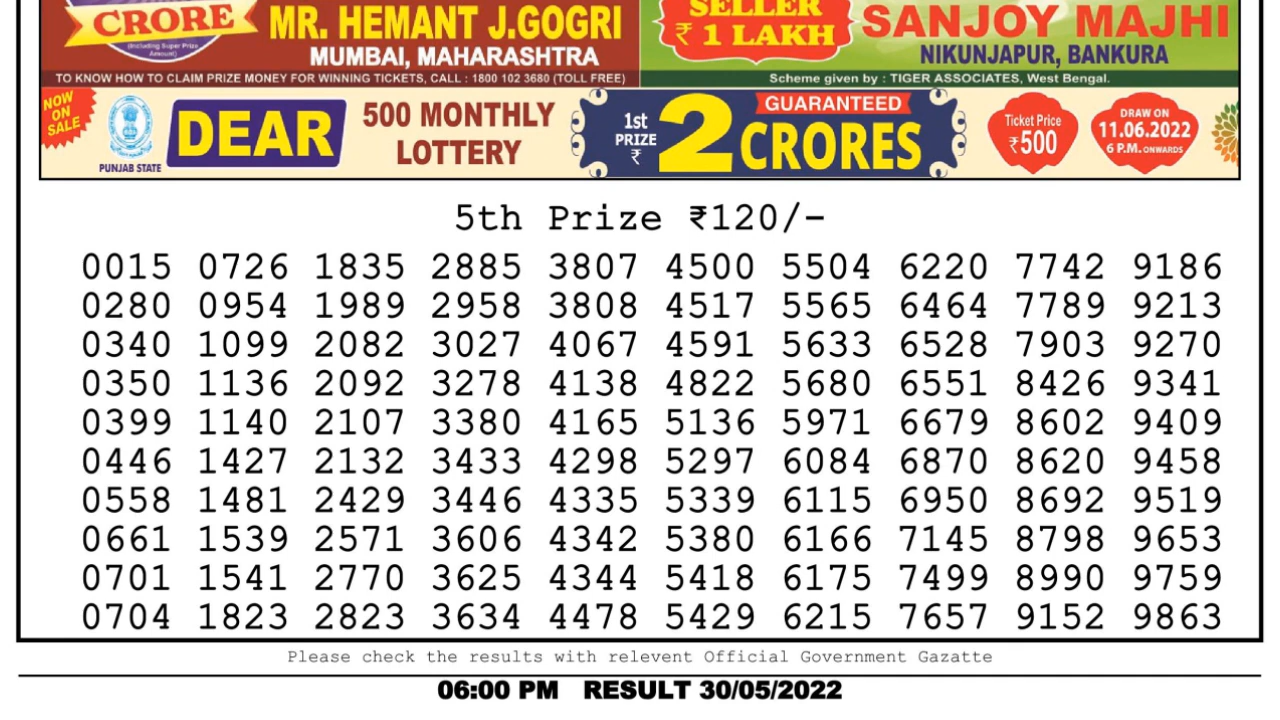 CRORE
(Including Super Prize
Amount)
MR. HEMANT J.GOGRI
MUMBAI, MAHARASHTRA
TO KNOW HOW TO CLAIM PRIZE MONEY FOR WINNING TICKETS, CALL : 1800 102 3680 (TOLL FREE)
SELLER
₹ 1 LAKH
SANJOY MAJHI
NIKUNJAPUR, BANKURA
Scheme given by : TIGER ASSOCIATES, West Bengal.
NOW
ON
SALE
PUNJAB STATE
DEAR
500 MONTHLY
LOTTERY
1st
PRIZE
₹
2
GUARANTEED
CRORES
Ticket Price
₹500
DRAW ON
11.06.2022
6 P.M. ONWARDS
5th Prize ₹120/-
0015 0726 1835 2885 3807 4500 5504 6220 7742 9186
0280 0954 1989 2958 3808 4517 5565 6464 7789 9213
0340 1099 2082 3027 4067 4591 5633 6528 7903 9270
0350 1136 2092 3278 4138 4822 5680 6551 8426 9341
0399 1140 2107 3380 4165 5136 5971 6679 8602 9409
0446 1427 2132 3433 4298 5297 6084 6870 8620 9458
0558 1481 2429 3446 4335 5339 6115 6950 8692 9519
0661 1539 2571 3606 4342 5380 6166 7145 8798 9653
0701 1541 2770 3625 4344 5418 6175 7499 8990 9759
0704 1823 2823 3634 4478 5429 6215 7657 9152 9863
Please check the results with relevent Official Government Gazatte
06:00 PM RESULT 30/05/2022